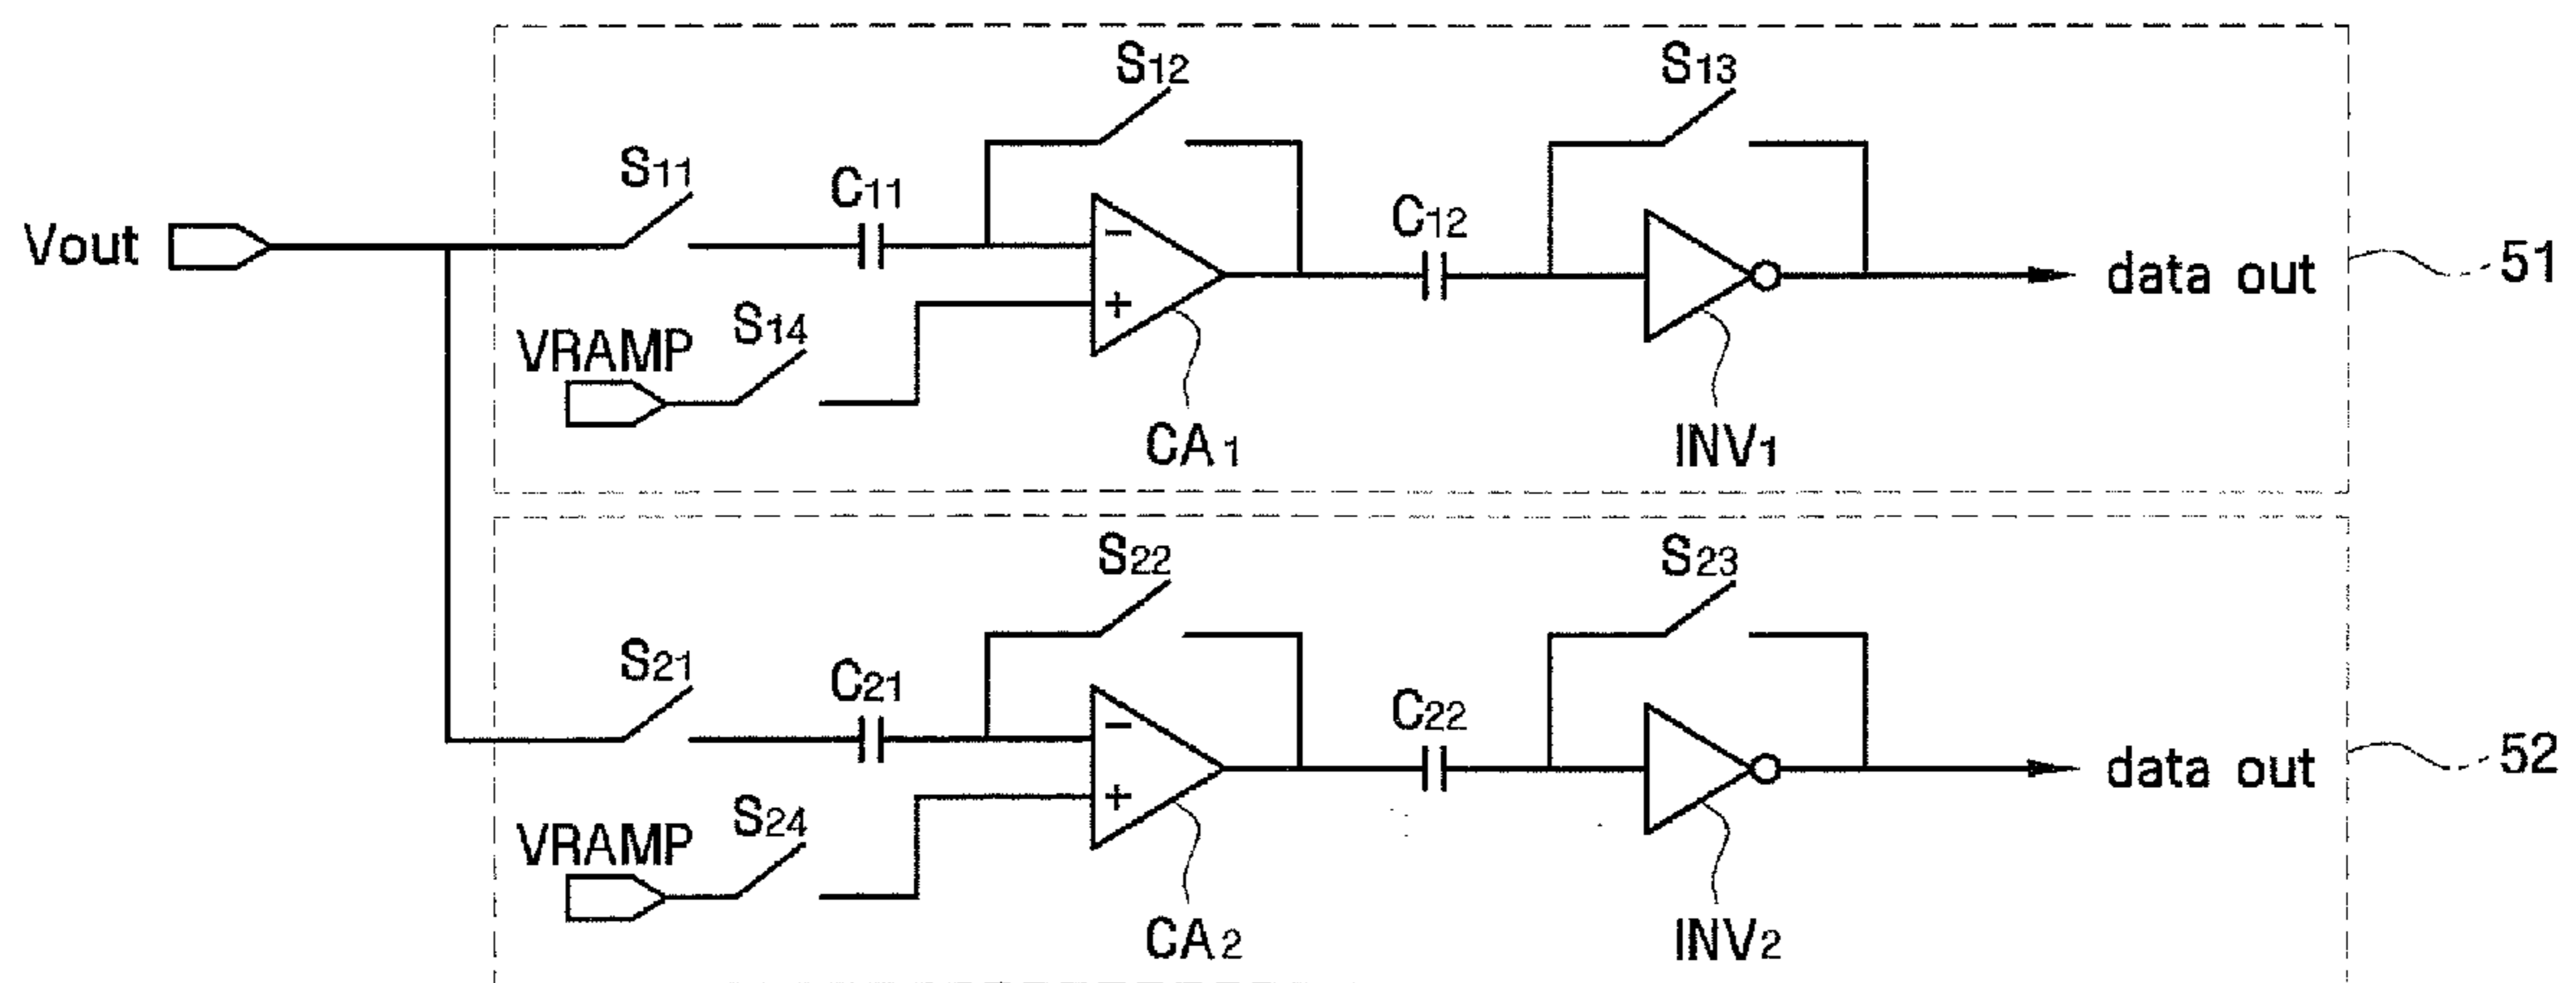 S12
S13
S11
C11
C12
Vout
−
+
data out
51
S14
VRAMP
CA1
INV1
S22
S23
S21
C21
C22
−
+
data out
52
S24
VRAMP
CA2
INV2